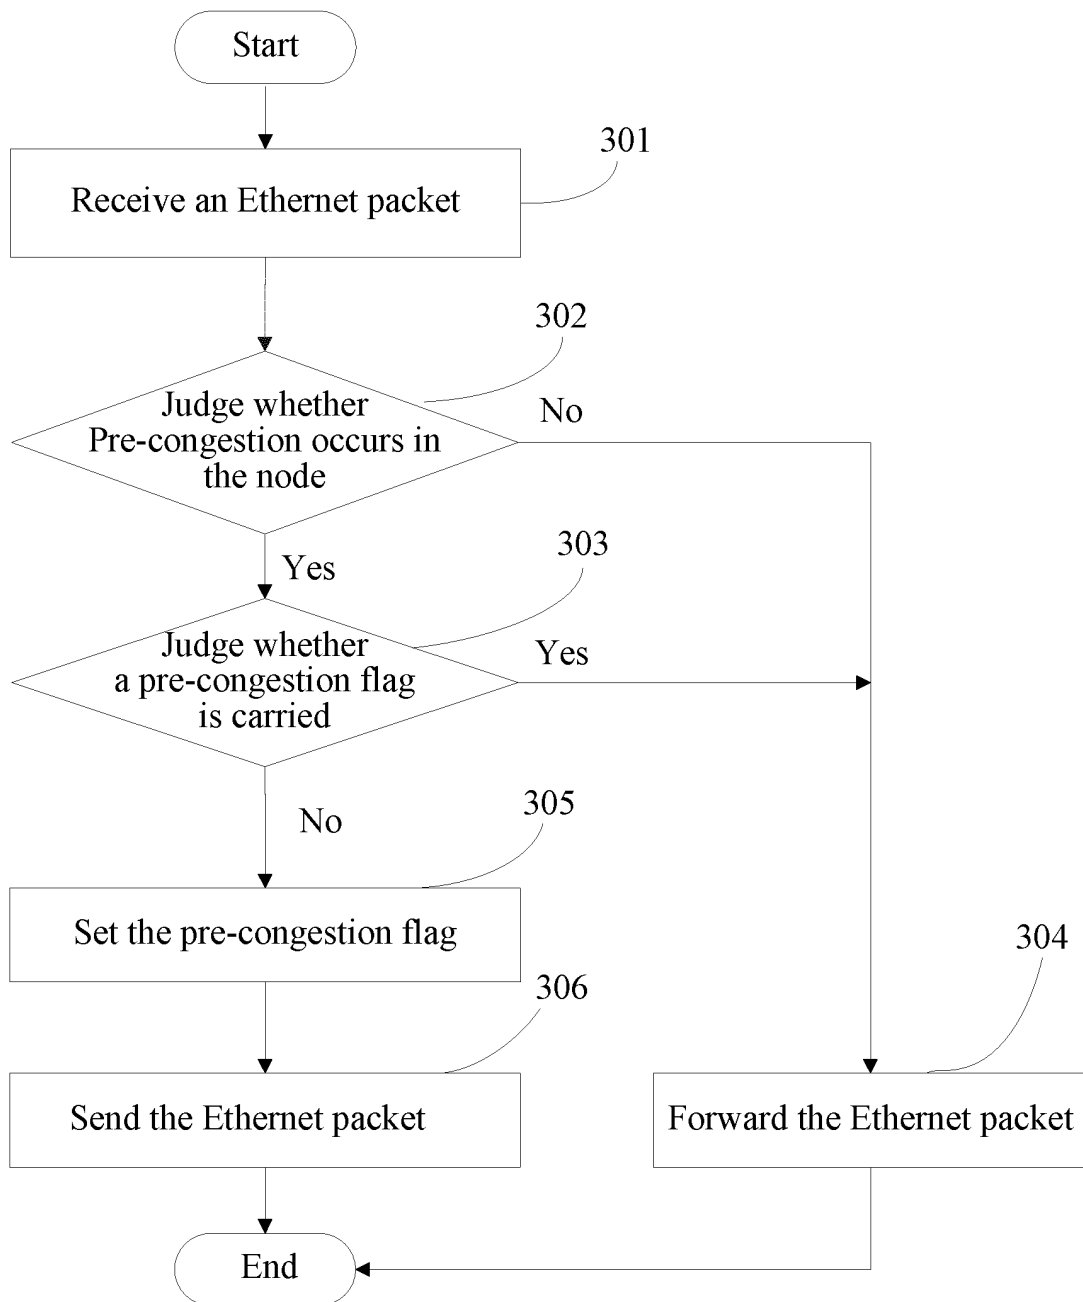 Start
301
Receive an Ethernet packet
302
Judge whether
Pre-congestion occurs in
the node
No
Yes
303
Judge whether
a pre-congestion flag
is carried
Yes
No
305
Set the pre-congestion flag
304
306
Send the Ethernet packet
Forward the Ethernet packet
End